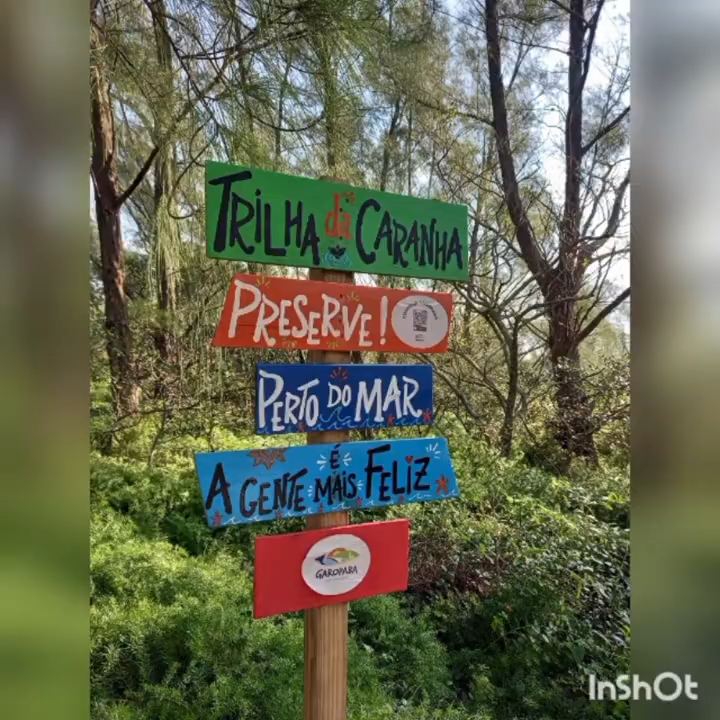 TRILHA da CARANHA
PRESERVE!
PERTO DO MAR
A GENTE É MAIS FELIZ
GAROPABA
InShOt